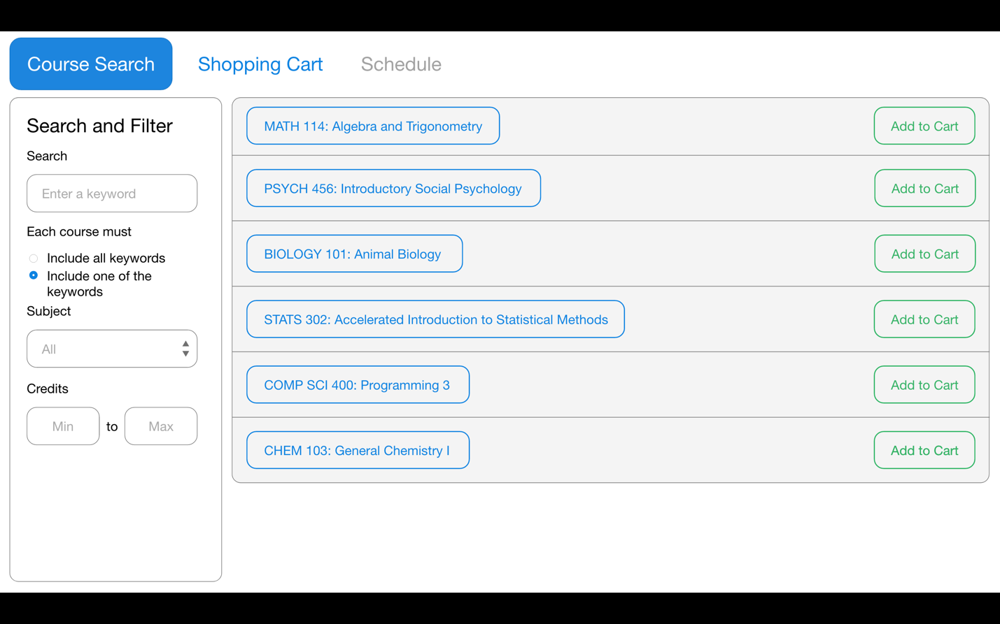 Course Search
Shopping Cart
Schedule
Search and Filter
Search
Enter a keyword
Each course must
Include all keywords
Include one of the
keywords
Subject
All
Credits
Min to Max
MATH 114: Algebra and Trigonometry
Add to Cart
PSYCH 456: Introductory Social Psychology
Add to Cart
BIOLOGY 101: Animal Biology
Add to Cart
STATS 302: Accelerated Introduction to Statistical Methods
Add to Cart
COMP SCI 400: Programming 3
Add to Cart
CHEM 103: General Chemistry I
Add to Cart